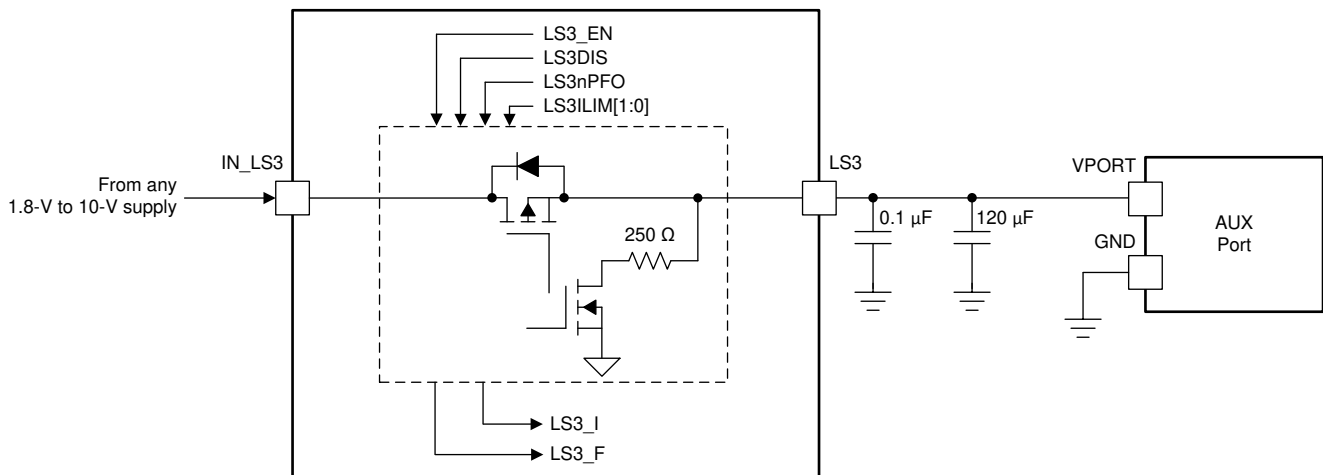 LS3_EN
LS3DIS
LS3nPFO
LS3ILIM[1:0]
IN_LS3
LS3
From any
1.8-V to 10-V supply
VPORT
0.1 µF
120 µF
250 Ω
GND
AUX
Port
LS3_I
LS3_F